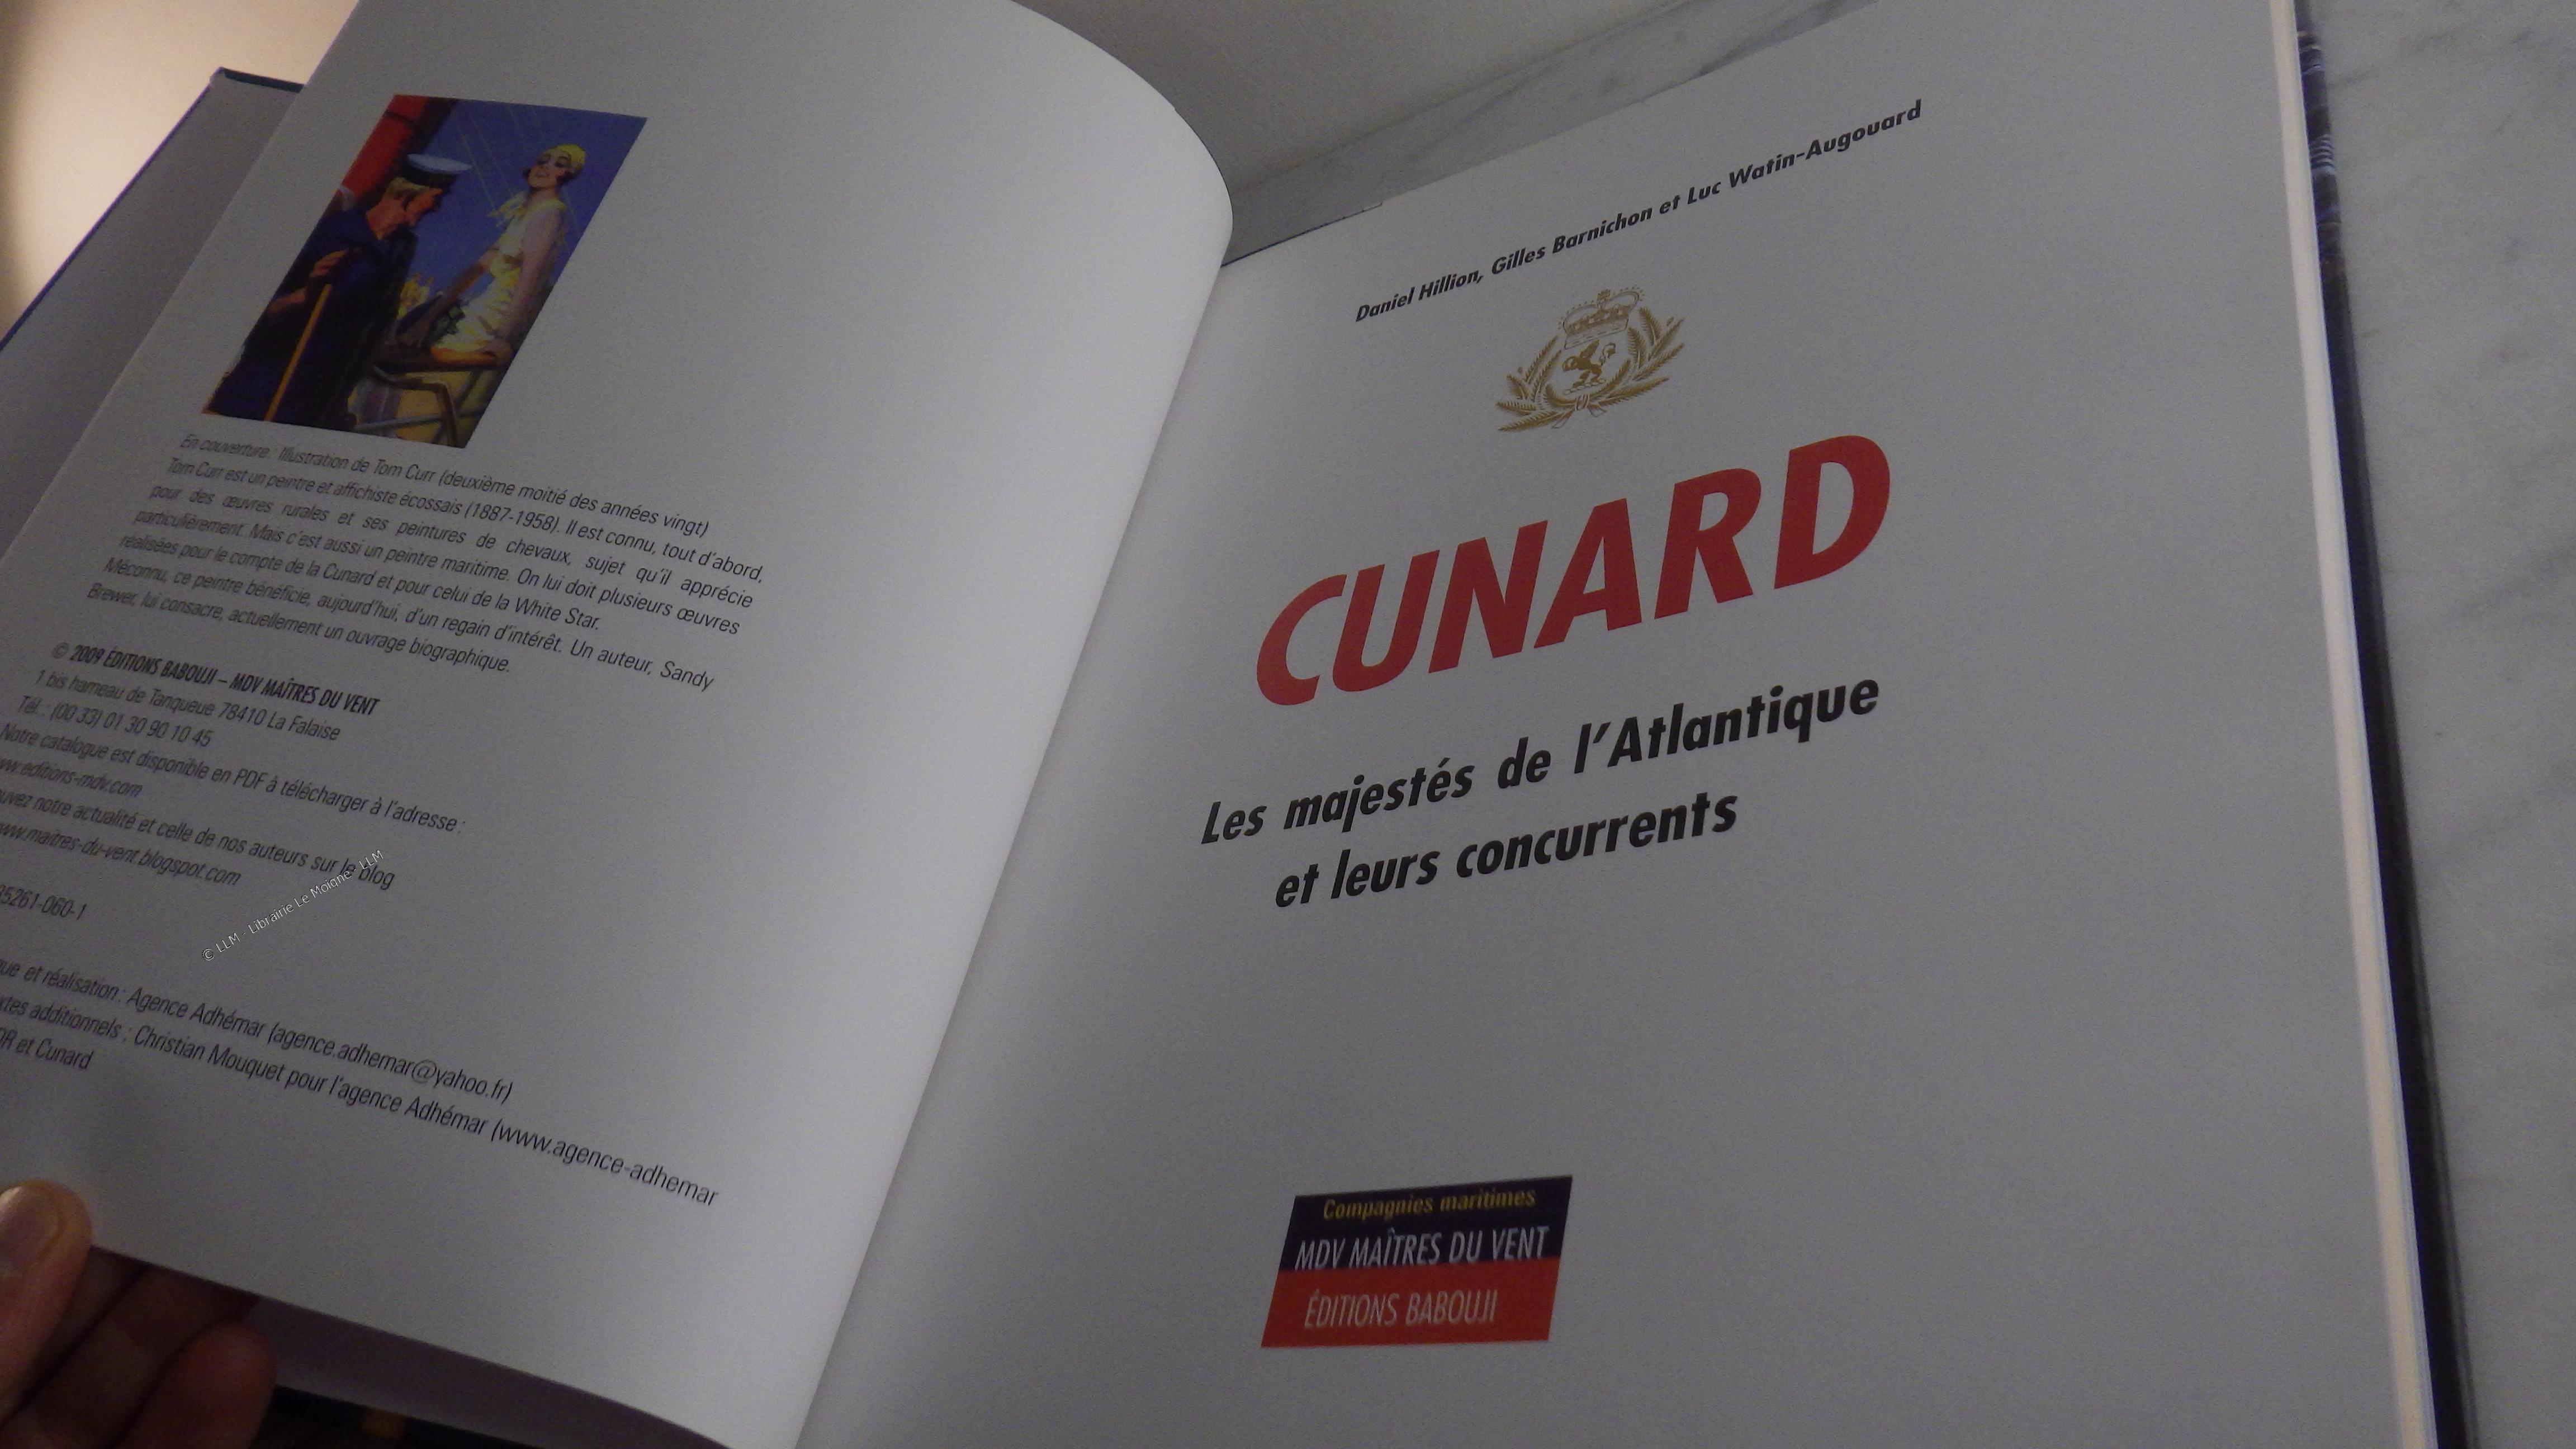 En couverture : Illustration de Tom Curr (deuxième moitié des années vingt)
Tom Curr est un peintre et affichiste écossais (1887-1958). Il est connu, tout d'abord,
pour des œuvres rurales et ses peintures de chevaux, sujet qu'il apprécie
particulièrement. Mais c'est aussi un peintre maritime. On lui doit plusieurs œuvres
réalisées pour le compte de la Cunard et pour celui de la White Star.
Méconnu, ce peintre bénéficie, aujourd'hui, d'un regain d'intérêt. Un auteur, Sandy
Brewer, lui consacre, actuellement un ouvrage biographique.
© 2009 ÉDITIONS BABOUJI – MDV MAÎTRES DU VENT
1 bis hameau de Tanqueue 78410 La Falaise
Tél. : (00 33) 01 30 90 10 45
Notre catalogue est disponible en PDF à télécharger à l'adresse :
ww.editions-mdv.com
uvez notre actualité et celle de nos auteurs sur le blog
www.maitres-du-vent.blogspot.com
35261-060-1
© LLM - Librairie Le Moigne - LLM
que et réalisation : Agence Adhémar (agence.adhemar@yahoo.fr)
xtes additionnels : Christian Mouquet pour l'agence Adhémar (www.agence-adhemar
DR et Cunard
Daniel Hillion, Gilles Barnichon et Luc Watin-Augouard
CUNARD
Les majestés de l'Atlantique
et leurs concurrents
Compagnies maritimes
MDV MAÎTRES DU VENT
ÉDITIONS BABOUJI